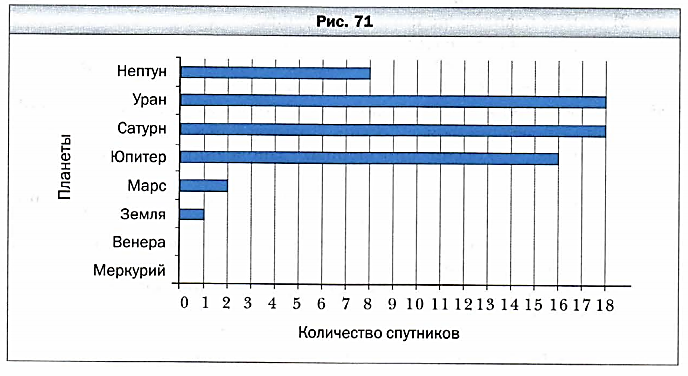 Рис. 71
Нептун
Уран
Сатурн
Юпитер
Марс
Земля
Венера
Меркурий
Планеты
0 1 2 3 4 5 6 7 8 9 10 11 12 13 14 15 16 17 18
Количество спутников